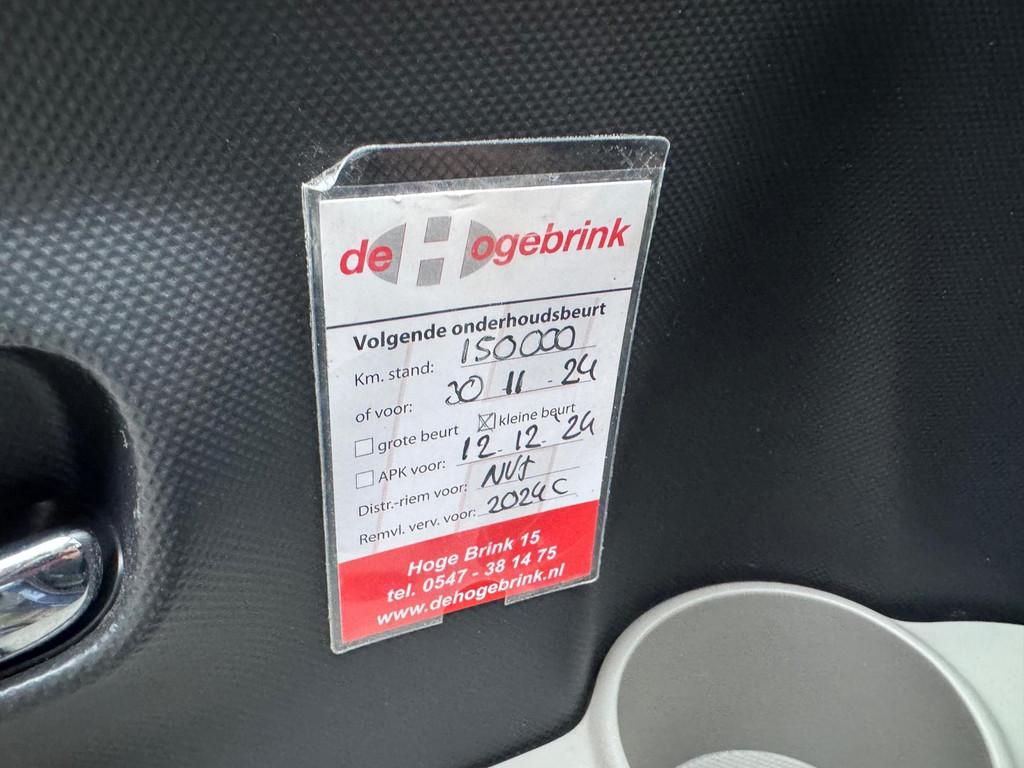 de Hogebrink
Volgende onderhoudsbeurt
Km. stand: 150000
of voor: 30 11 - 24
grote beurt kleine beurt
APK voor: 12-12-'24
Distr.-riem voor: NVt
Remvl. verv. voor: 2024 C
Hoge Brink 15
tel. 0547 - 38 14 75
www.dehogebrink.nl